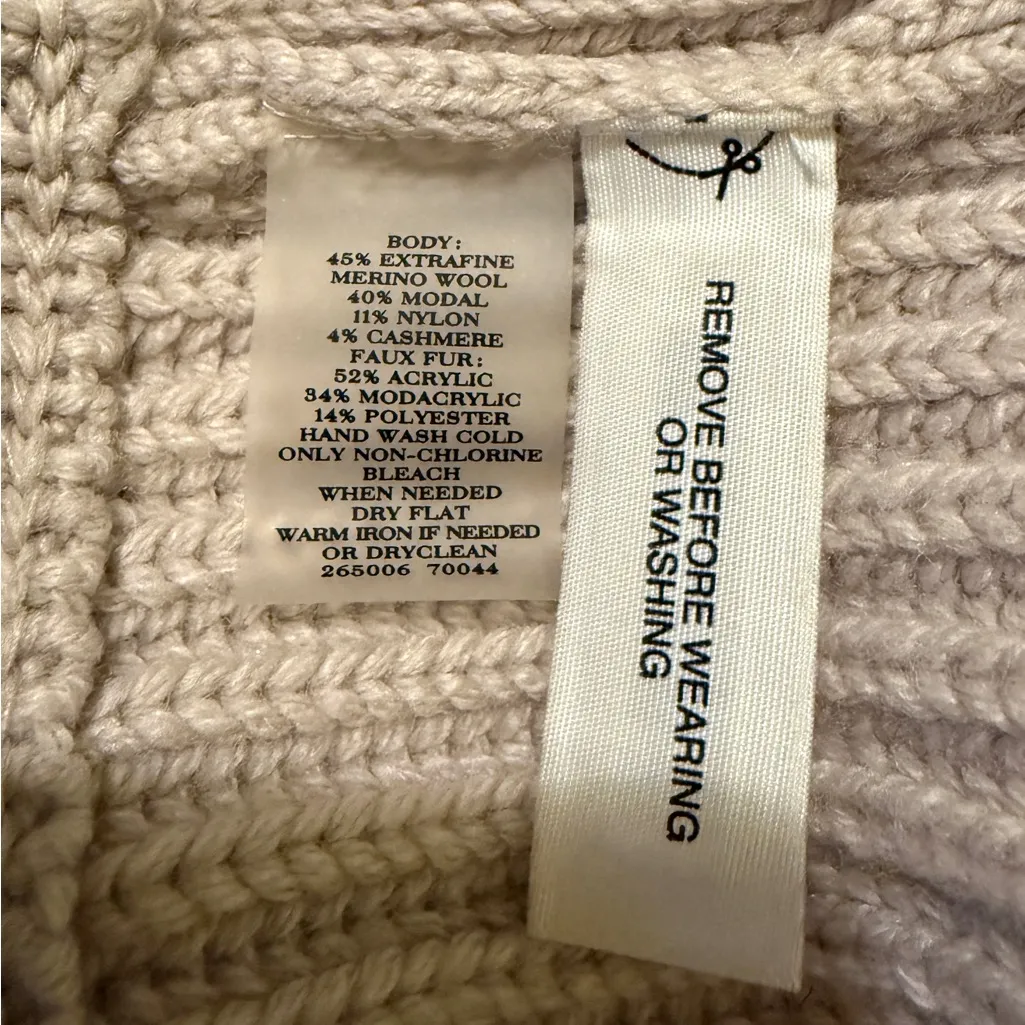 BODY:
45% EXTRAFINE
MERINO WOOL
40% MODAL
11% NYLON
4% CASHMERE
FAUX FUR:
52% ACRYLIC
34% MODACRYLIC
14% POLYESTER
HAND WASH COLD
ONLY NON-CHLORINE
BLEACH
WHEN NEEDED
DRY FLAT
WARM IRON IF NEEDED
OR DRYCLEAN
265006 70044
REMOVE BEFORE WEARING
OR WASHING